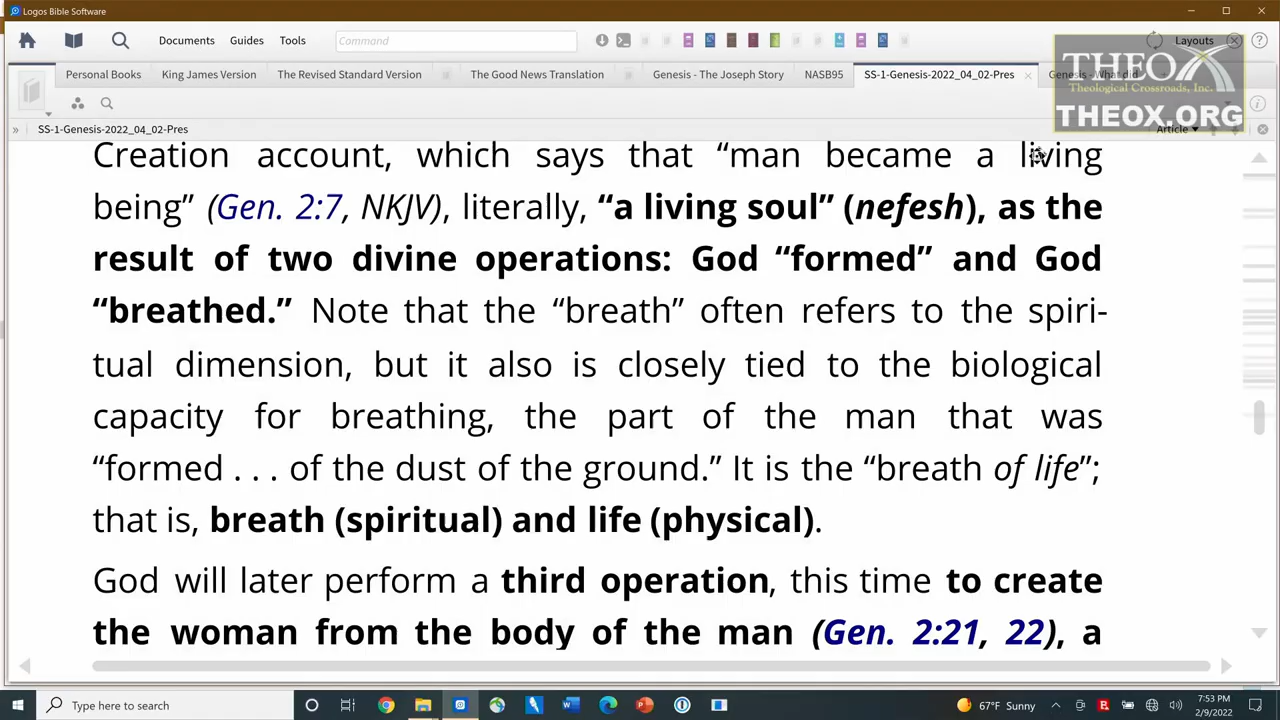 Logos Bible Software
Documents Guides Tools Command Layouts
Personal Books King James Version The Revised Standard Version The Good News Translation Genesis - The Joseph Story NASB95 SS-1-Genesis-2022_04_02-Pres Genesis - What did
THEOX
Theological Crossroads, Inc.
THEOX.ORG
SS-1-Genesis-2022_04_02-Pres Article
Creation account, which says that “man became a living
being” (Gen. 2:7, NKJV), literally, “a living soul” (nefesh), as the
result of two divine operations: God “formed” and God
“breathed.” Note that the “breath” often refers to the spiri-
tual dimension, but it also is closely tied to the biological
capacity for breathing, the part of the man that was
“formed . . . of the dust of the ground.” It is the “breath of life”;
that is, breath (spiritual) and life (physical).
God will later perform a third operation, this time to create
the woman from the body of the man (Gen. 2:21, 22), a
Type here to search 67°F Sunny 7:53 PM
2/9/2022